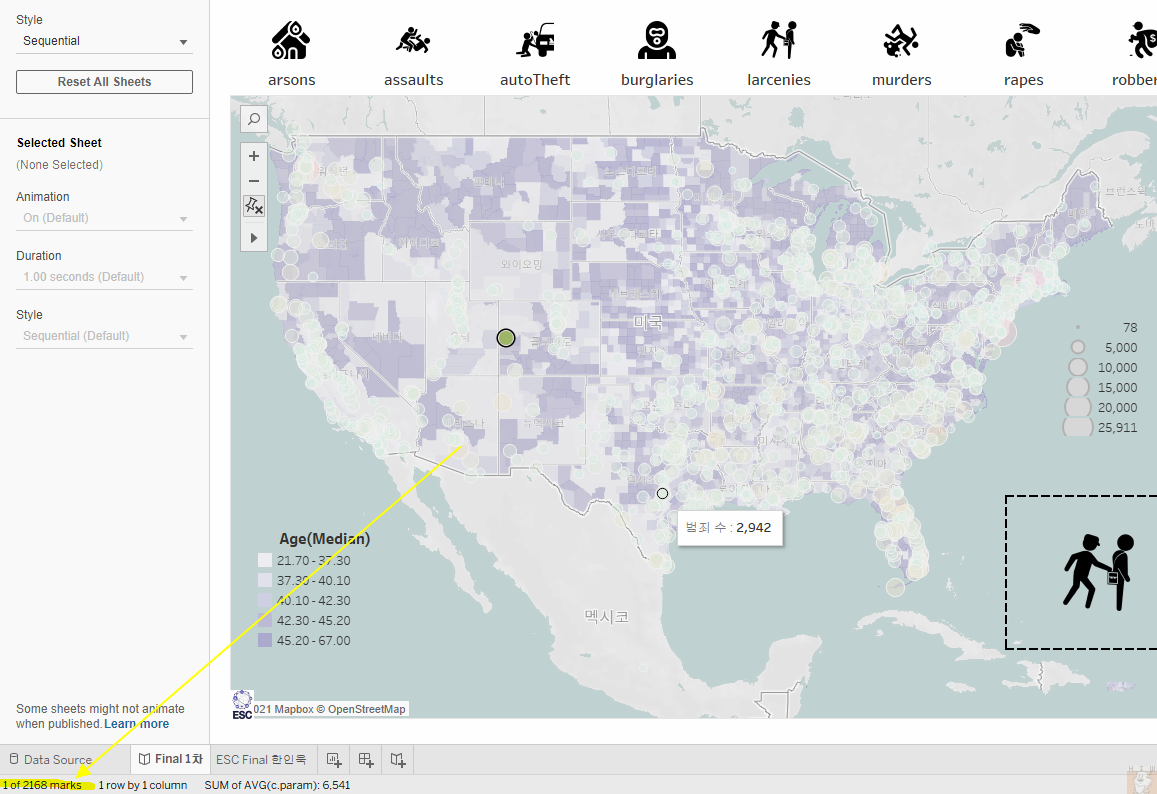 Style
Sequential
Reset All Sheets
Selected Sheet
(None Selected)
Animation
On (Default)
Duration
1.00 seconds (Default)
Style
Sequential (Default)
Some sheets might not animate
when published. Learn more
arsons
assaults
autoTheft
burglaries
larcenies
murders
rapes
robber
와이오밍
미국
멕시코
범죄 수 : 2,942
78
5,000
10,000
15,000
20,000
25,911
Age(Median)
21.70 - 37.30
37.30 - 40.10
40.10 - 42.30
42.30 - 45.20
45.20 - 67.00
ESC
021 Mapbox © OpenStreetMap
Data Source
Final 1차
ESC Final 함인욱
1 of 2168 marks
1 row by 1 column
SUM of AVG(c.param): 6,541